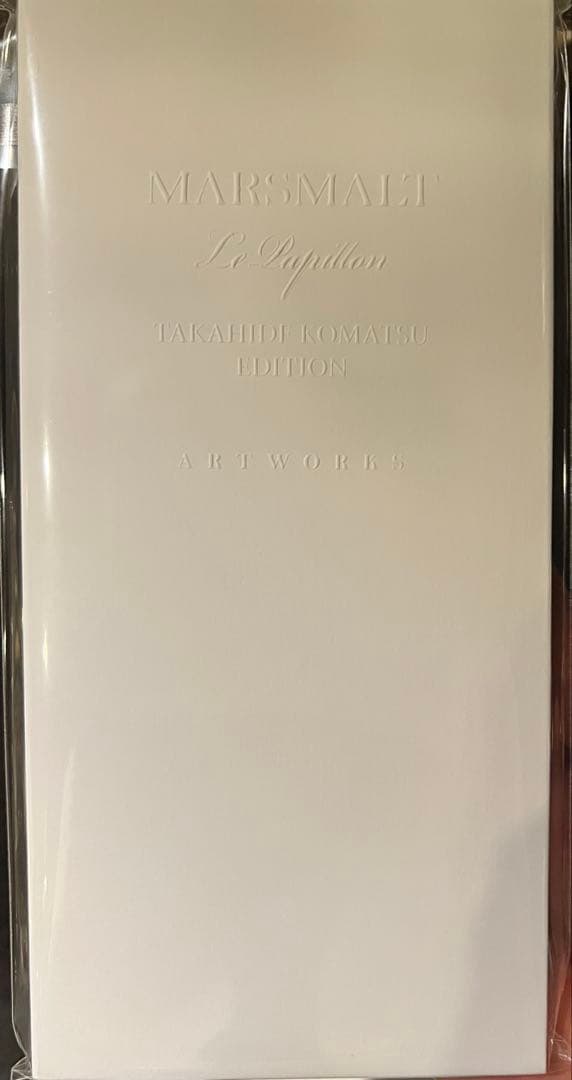 MARSMALT
Le Papillon
TAKAHIDE KOMATSU
EDITION
ARTWORKS